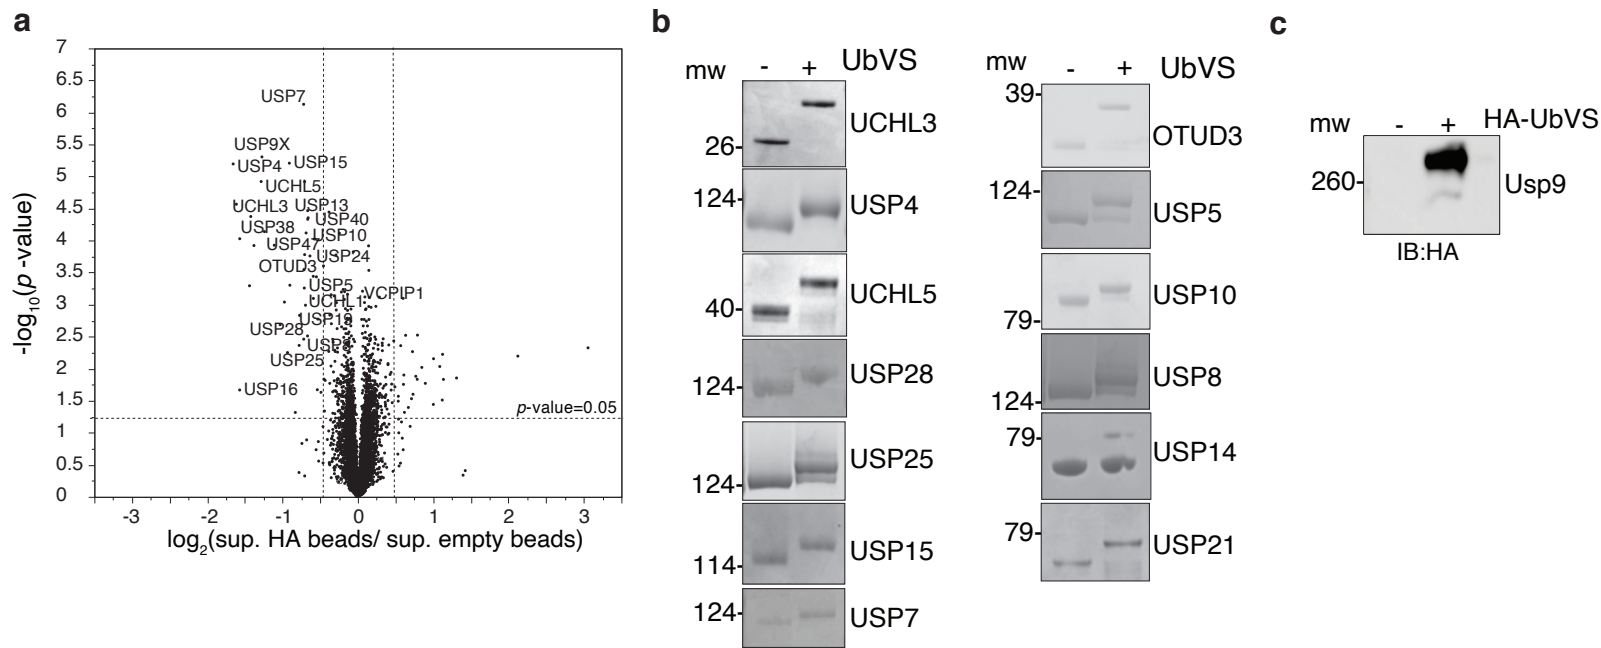 a
7
6.5
6
5.5
5
4.5
4
3.5
3
2.5
2
1.5
1
0.5
0
-log10(p -value)
USP7
USP9X
USP4
USP15
UCHL5
UCHL3
USP13
USP40
USP38
USP10
USP47
USP24
OTUD3
USP5
VCPIP1
UCHL1
USP19
USP28
USP8
USP25
USP16
p-value=0.05
-3 -2 -1 0 1 2 3
log2(sup. HA beads/ sup. empty beads)
b
mw - + UbVS
26- UCHL3
124- USP4
40- UCHL5
124- USP28
124- USP25
114- USP15
124- USP7
mw - + UbVS
39- OTUD3
124- USP5
79- USP10
124- USP8
79- USP14
79- USP21
c
mw - + HA-UbVS
260- Usp9
IB:HA